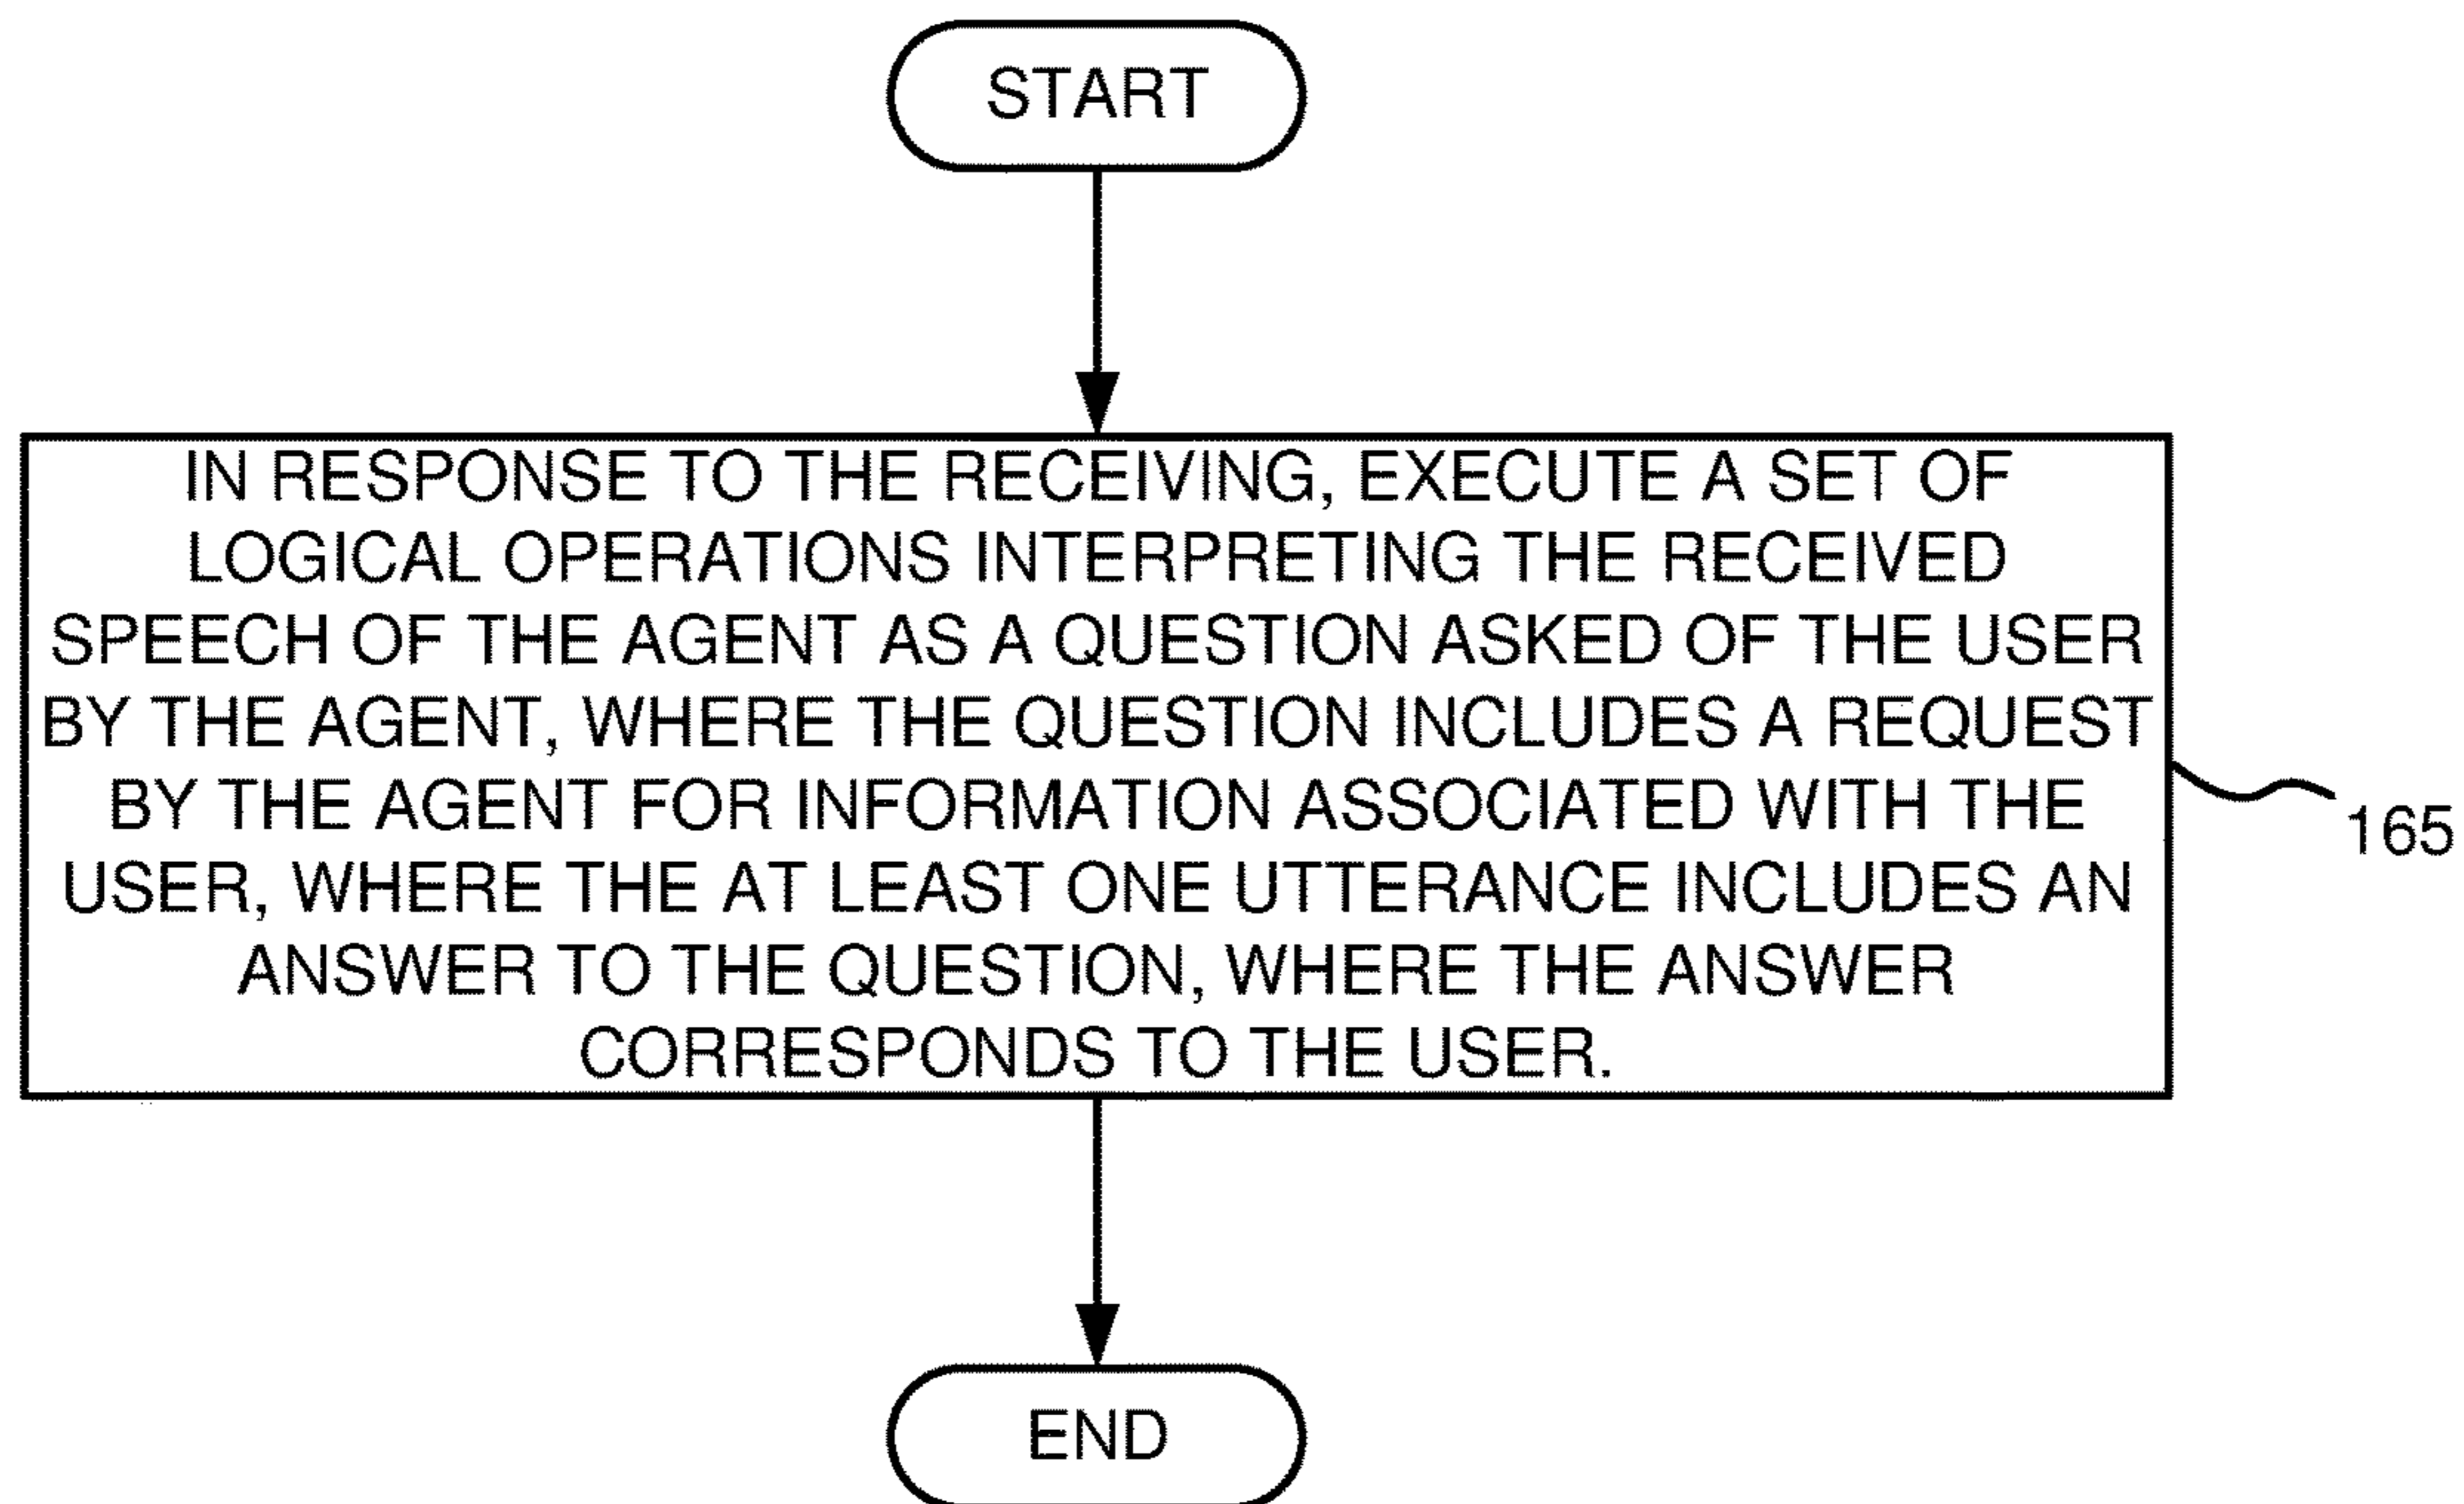 START
IN RESPONSE TO THE RECEIVING, EXECUTE A SET OF
LOGICAL OPERATIONS INTERPRETING THE RECEIVED
SPEECH OF THE AGENT AS A QUESTION ASKED OF THE USER
BY THE AGENT, WHERE THE QUESTION INCLUDES A REQUEST
BY THE AGENT FOR INFORMATION ASSOCIATED WITH THE
USER, WHERE THE AT LEAST ONE UTTERANCE INCLUDES AN
ANSWER TO THE QUESTION, WHERE THE ANSWER
CORRESPONDS TO THE USER.
165
END